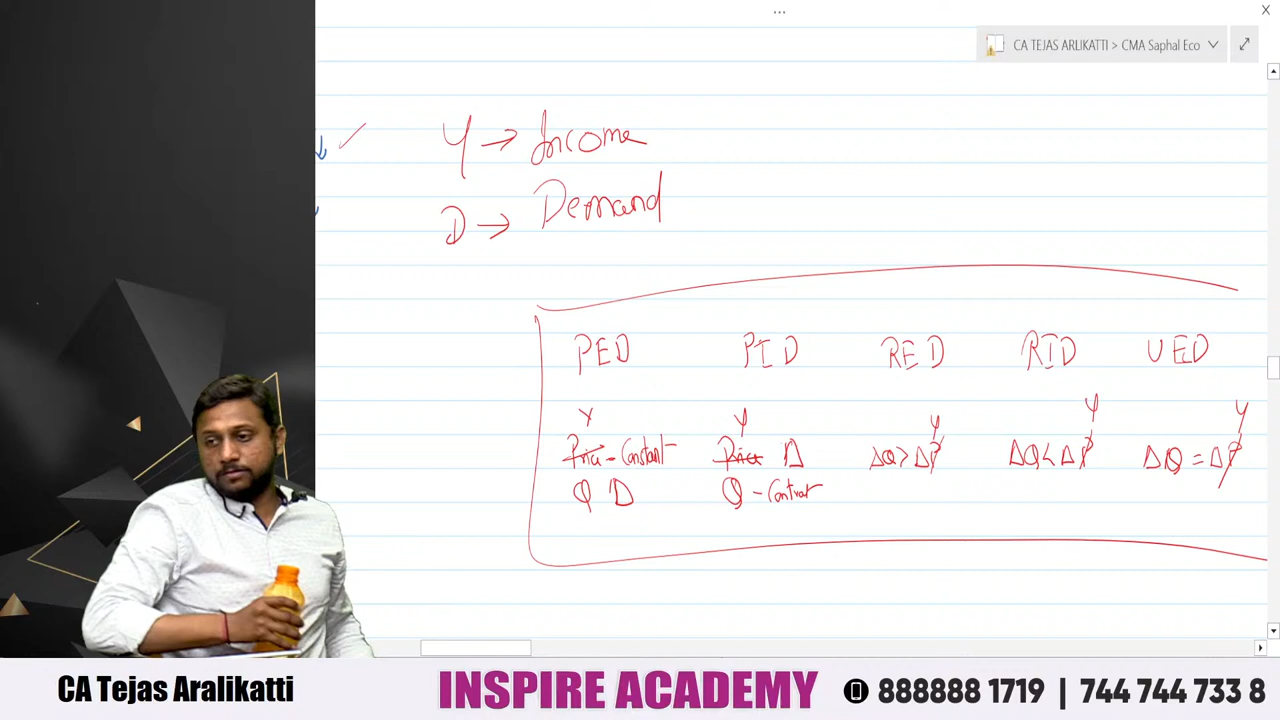 ...
X
CA TEJAS ARLIKATTI > CMA Saphal Eco
Y → Income
D → Demand
PED PID RED RID UED
Y Y Y Y Y
Price - Constant Price Δ ΔQ > ΔP ΔQ < ΔP ΔQ = ΔP
Q Δ Q - Constant
CA Tejas Aralikatti INSPIRE ACADEMY 888888 1719 | 744 744 733 8